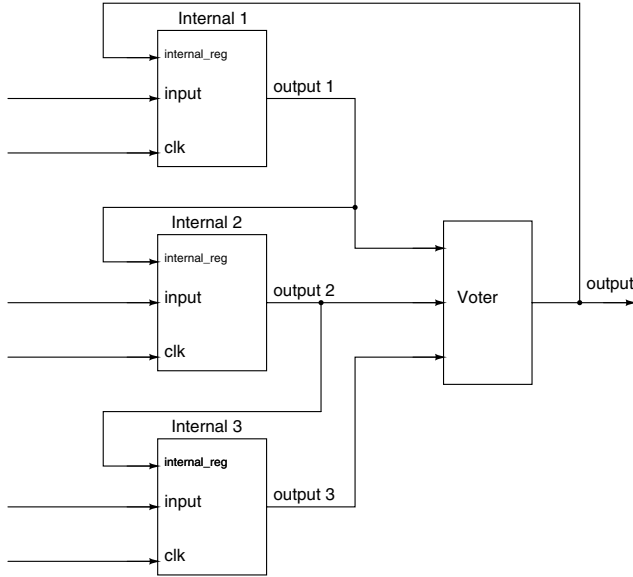 Internal 1
internal_reg
input
output 1
clk
Internal 2
internal_reg
input
output 2
clk
Voter
output
Internal 3
internal_reg
input
output 3
clk